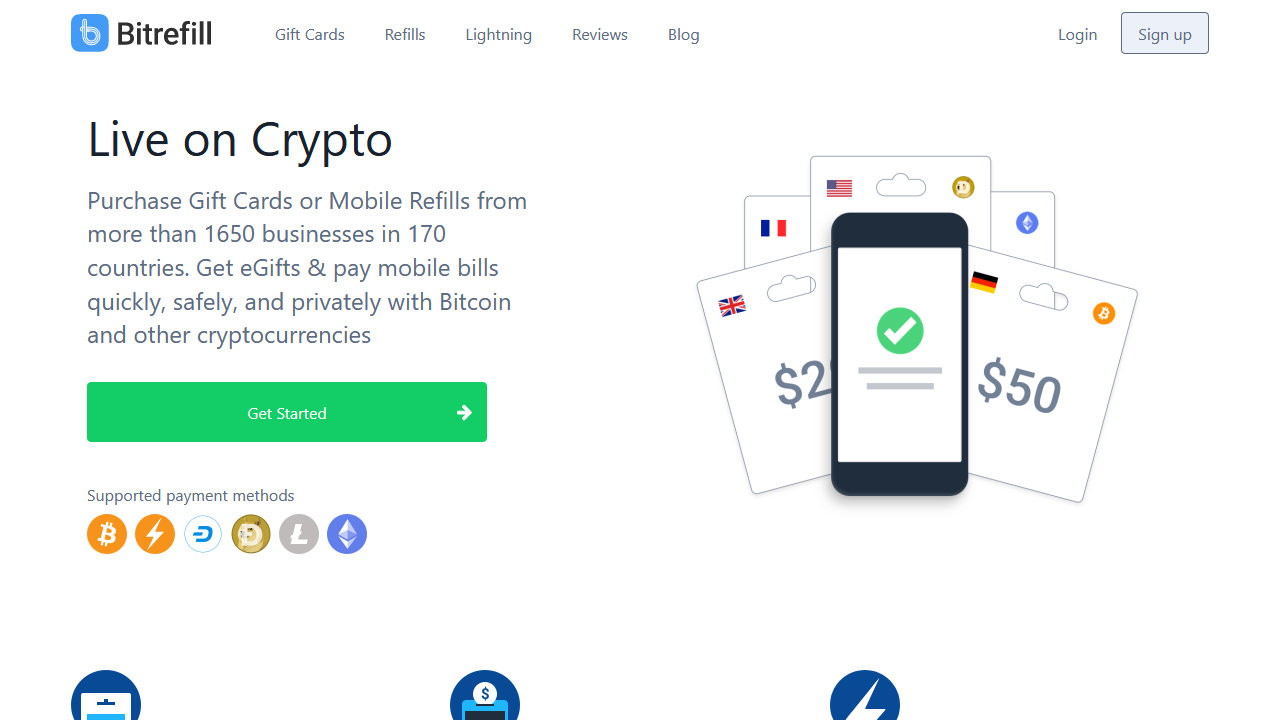 Bitrefill
Gift Cards
Refills
Lightning
Reviews
Blog
Login
Sign up
Live on Crypto
Purchase Gift Cards or Mobile Refills from
more than 1650 businesses in 170
countries. Get eGifts & pay mobile bills
quickly, safely, and privately with Bitcoin
and other cryptocurrencies
Get Started
Supported payment methods
$50